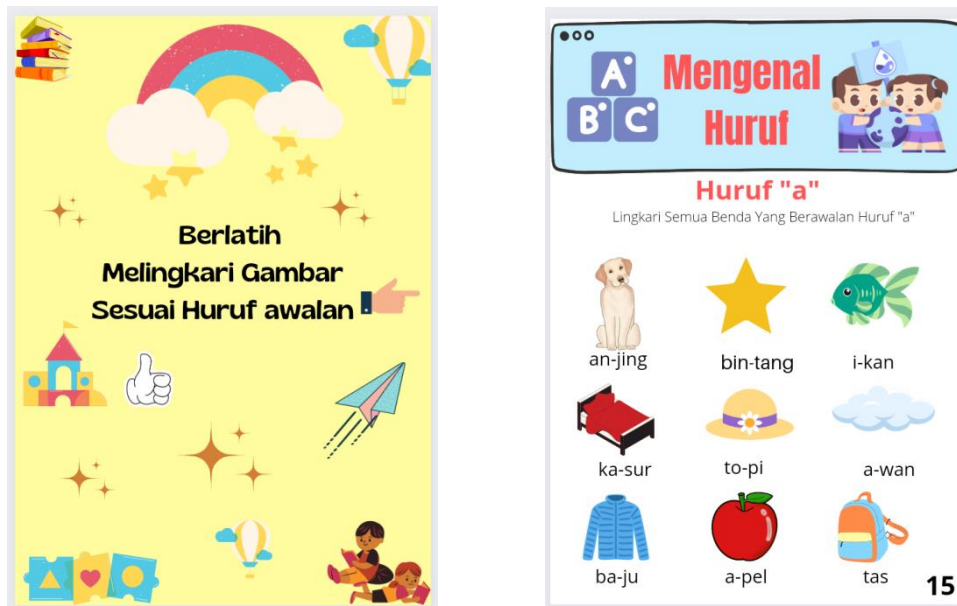 Berlatih
Melingkari Gambar
Sesuai Huruf awalan
A
B C
Mengenal
Huruf
Huruf "a"
Lingkari Semua Benda Yang Berawalan Huruf "a"
an-jing bin-tang i-kan
ka-sur to-pi a-wan
ba-ju a-pel tas
15